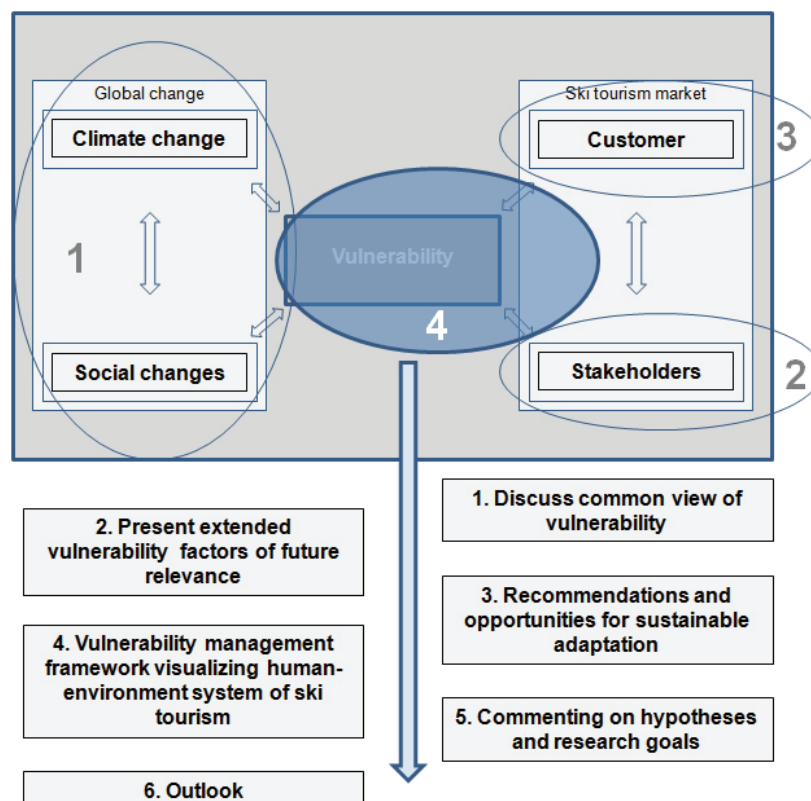 Global change
Climate change
1
Social changes
Vulnerability
4
Ski tourism market
Customer
3
Stakeholders
2
1. Discuss common view of
vulnerability
2. Present extended
vulnerability factors of future
relevance
3. Recommendations and
opportunities for sustainable
adaptation
4. Vulnerability management
framework visualizing human-
environment system of ski
tourism
5. Commenting on hypotheses
and research goals
6. Outlook